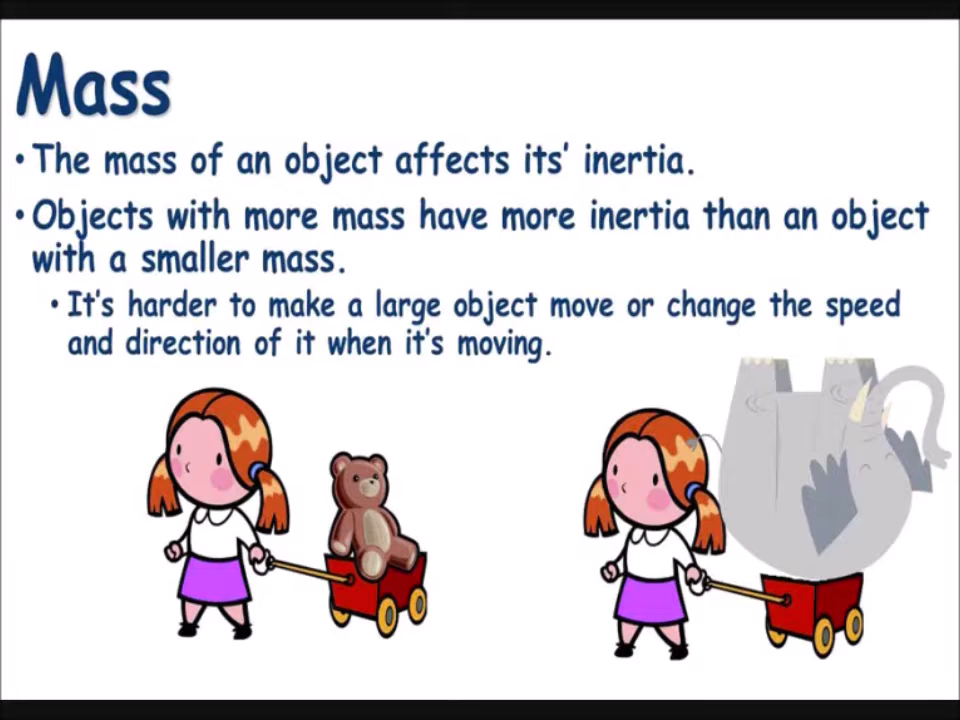 Mass
• The mass of an object affects its' inertia.
• Objects with more mass have more inertia than an object
with a smaller mass.
• It's harder to make a large object move or change the speed
and direction of it when it's moving.